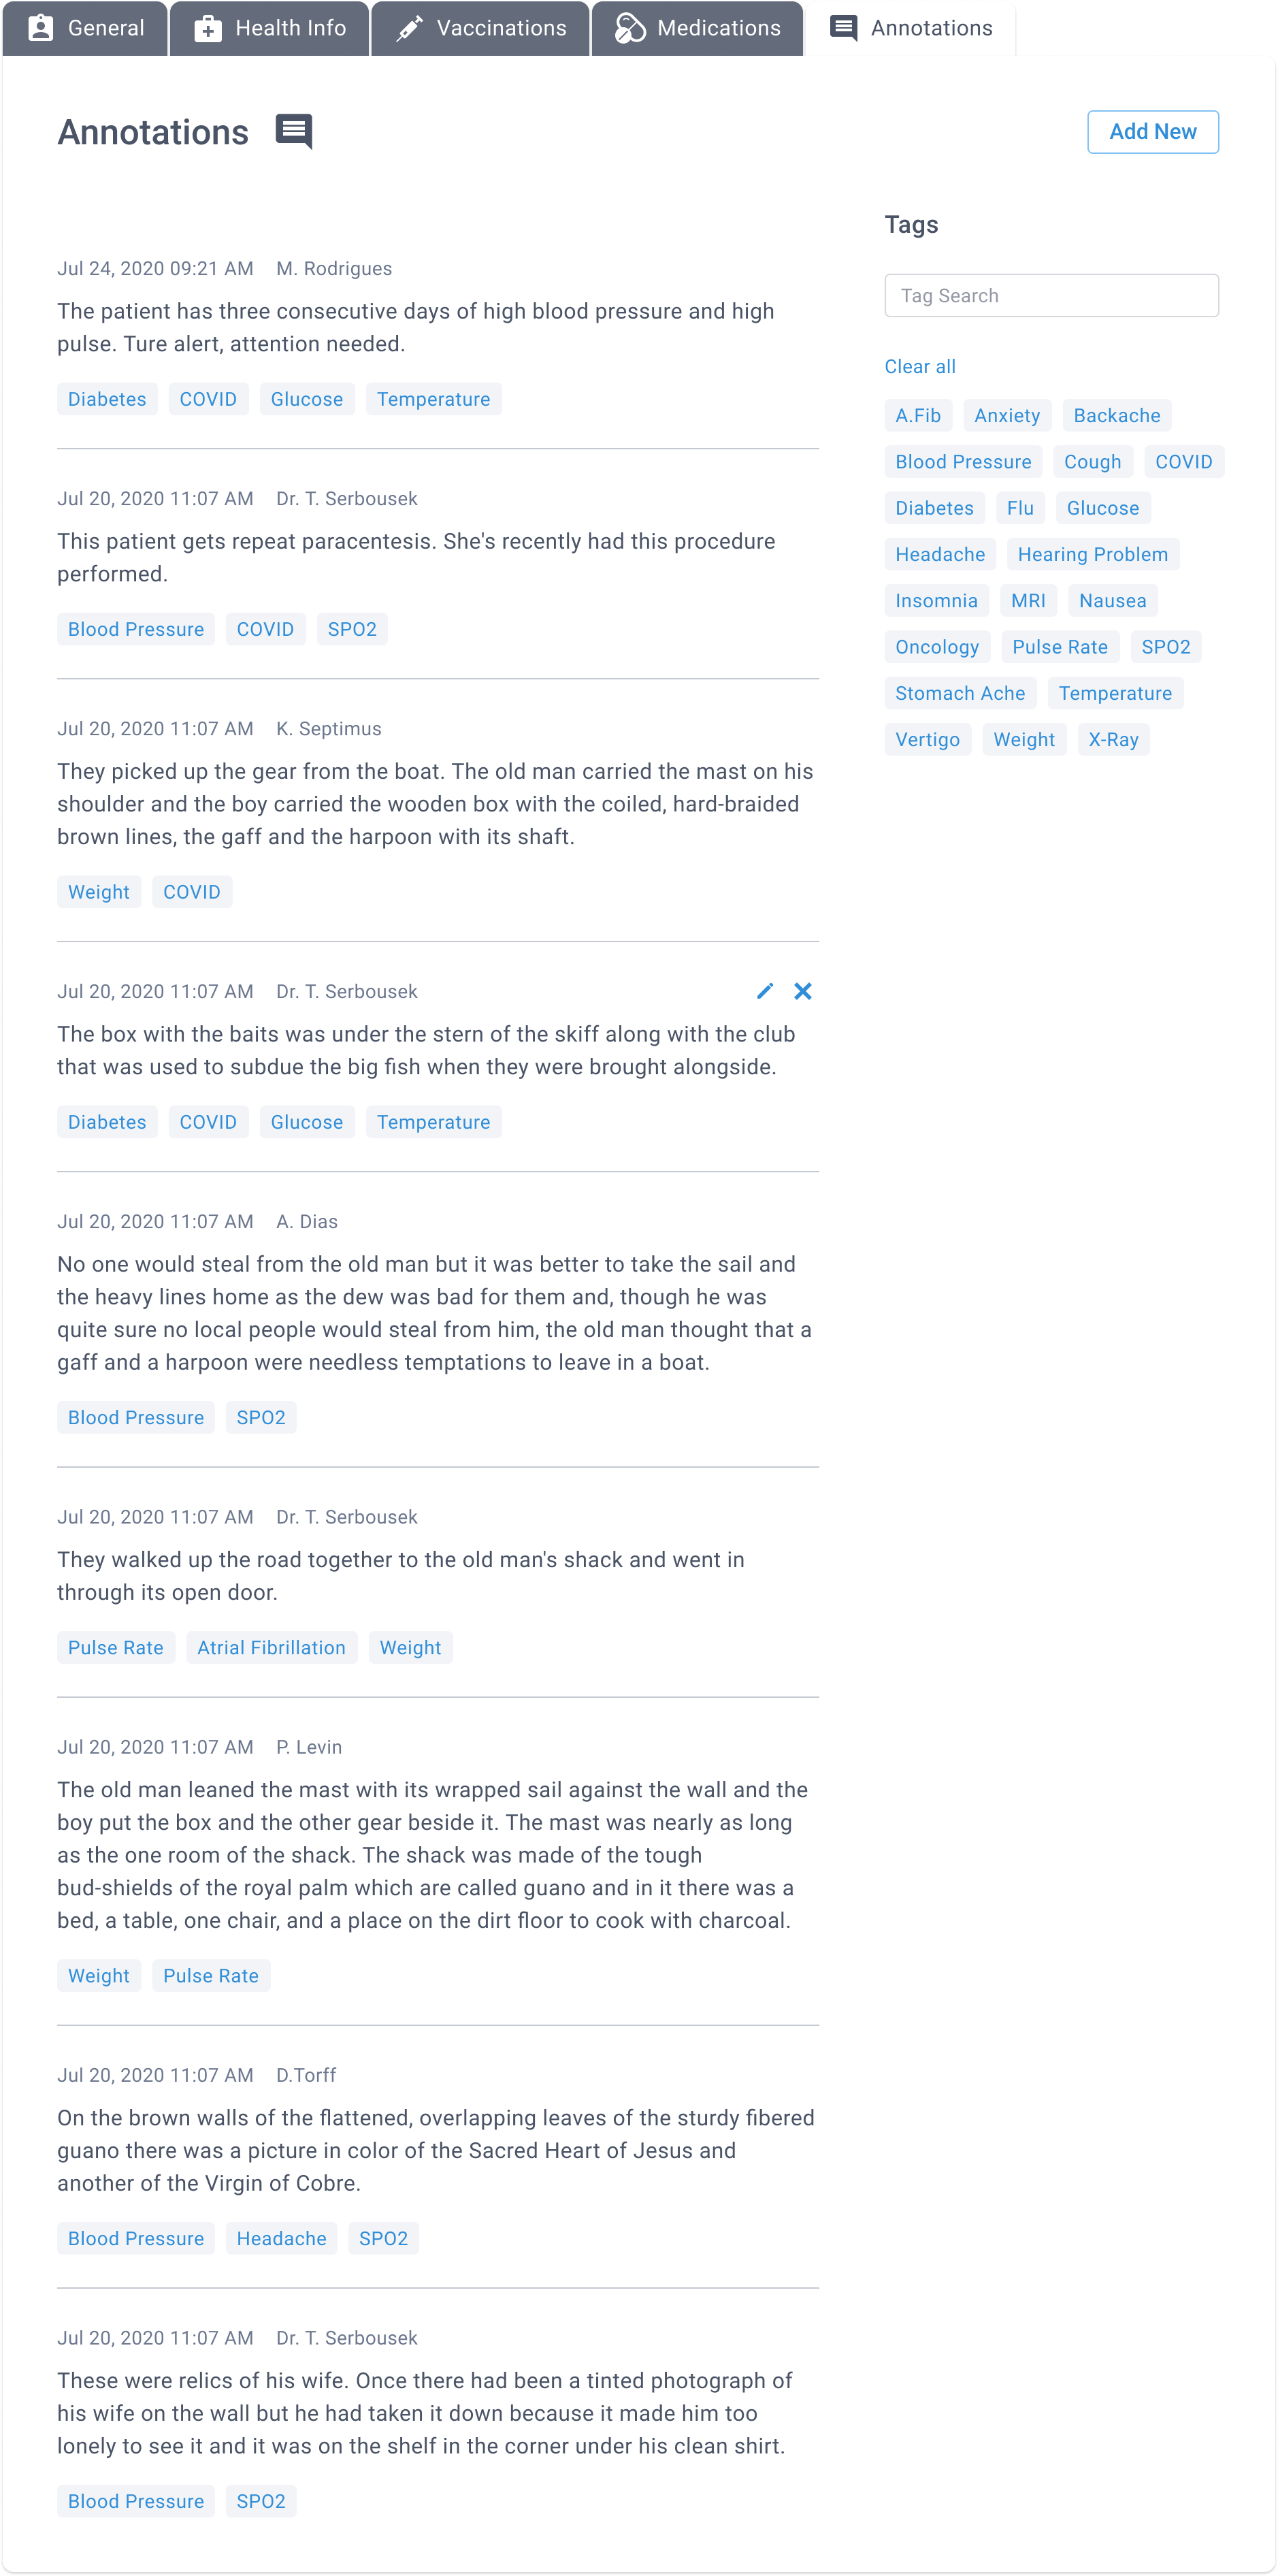 General
Health Info
Vaccinations
Medications
Annotations
Annotations
Add New
Jul 24, 2020 09:21 AM M. Rodrigues
The patient has three consecutive days of high blood pressure and high
pulse. Ture alert, attention needed.
Diabetes COVID Glucose Temperature
Jul 20, 2020 11:07 AM Dr. T. Serbousek
This patient gets repeat paracentesis. She's recently had this procedure
performed.
Blood Pressure COVID SPO2
Jul 20, 2020 11:07 AM K. Septimus
They picked up the gear from the boat. The old man carried the mast on his
shoulder and the boy carried the wooden box with the coiled, hard-braided
brown lines, the gaff and the harpoon with its shaft.
Weight COVID
Jul 20, 2020 11:07 AM Dr. T. Serbousek
The box with the baits was under the stern of the skiff along with the club
that was used to subdue the big fish when they were brought alongside.
Diabetes COVID Glucose Temperature
Jul 20, 2020 11:07 AM A. Dias
No one would steal from the old man but it was better to take the sail and
the heavy lines home as the dew was bad for them and, though he was
quite sure no local people would steal from him, the old man thought that a
gaff and a harpoon were needless temptations to leave in a boat.
Blood Pressure SPO2
Jul 20, 2020 11:07 AM Dr. T. Serbousek
They walked up the road together to the old man's shack and went in
through its open door.
Pulse Rate Atrial Fibrillation Weight
Jul 20, 2020 11:07 AM P. Levin
The old man leaned the mast with its wrapped sail against the wall and the
boy put the box and the other gear beside it. The mast was nearly as long
as the one room of the shack. The shack was made of the tough
bud-shields of the royal palm which are called guano and in it there was a
bed, a table, one chair, and a place on the dirt floor to cook with charcoal.
Weight Pulse Rate
Jul 20, 2020 11:07 AM D.Torff
On the brown walls of the flattened, overlapping leaves of the sturdy fibered
guano there was a picture in color of the Sacred Heart of Jesus and
another of the Virgin of Cobre.
Blood Pressure Headache SPO2
Jul 20, 2020 11:07 AM Dr. T. Serbousek
These were relics of his wife. Once there had been a tinted photograph of
his wife on the wall but he had taken it down because it made him too
lonely to see it and it was on the shelf in the corner under his clean shirt.
Blood Pressure SPO2
Tags
Tag Search
Clear all
A.Fib Anxiety Backache
Blood Pressure Cough COVID
Diabetes Flu Glucose
Headache Hearing Problem
Insomnia MRI Nausea
Oncology Pulse Rate SPO2
Stomach Ache Temperature
Vertigo Weight X-Ray